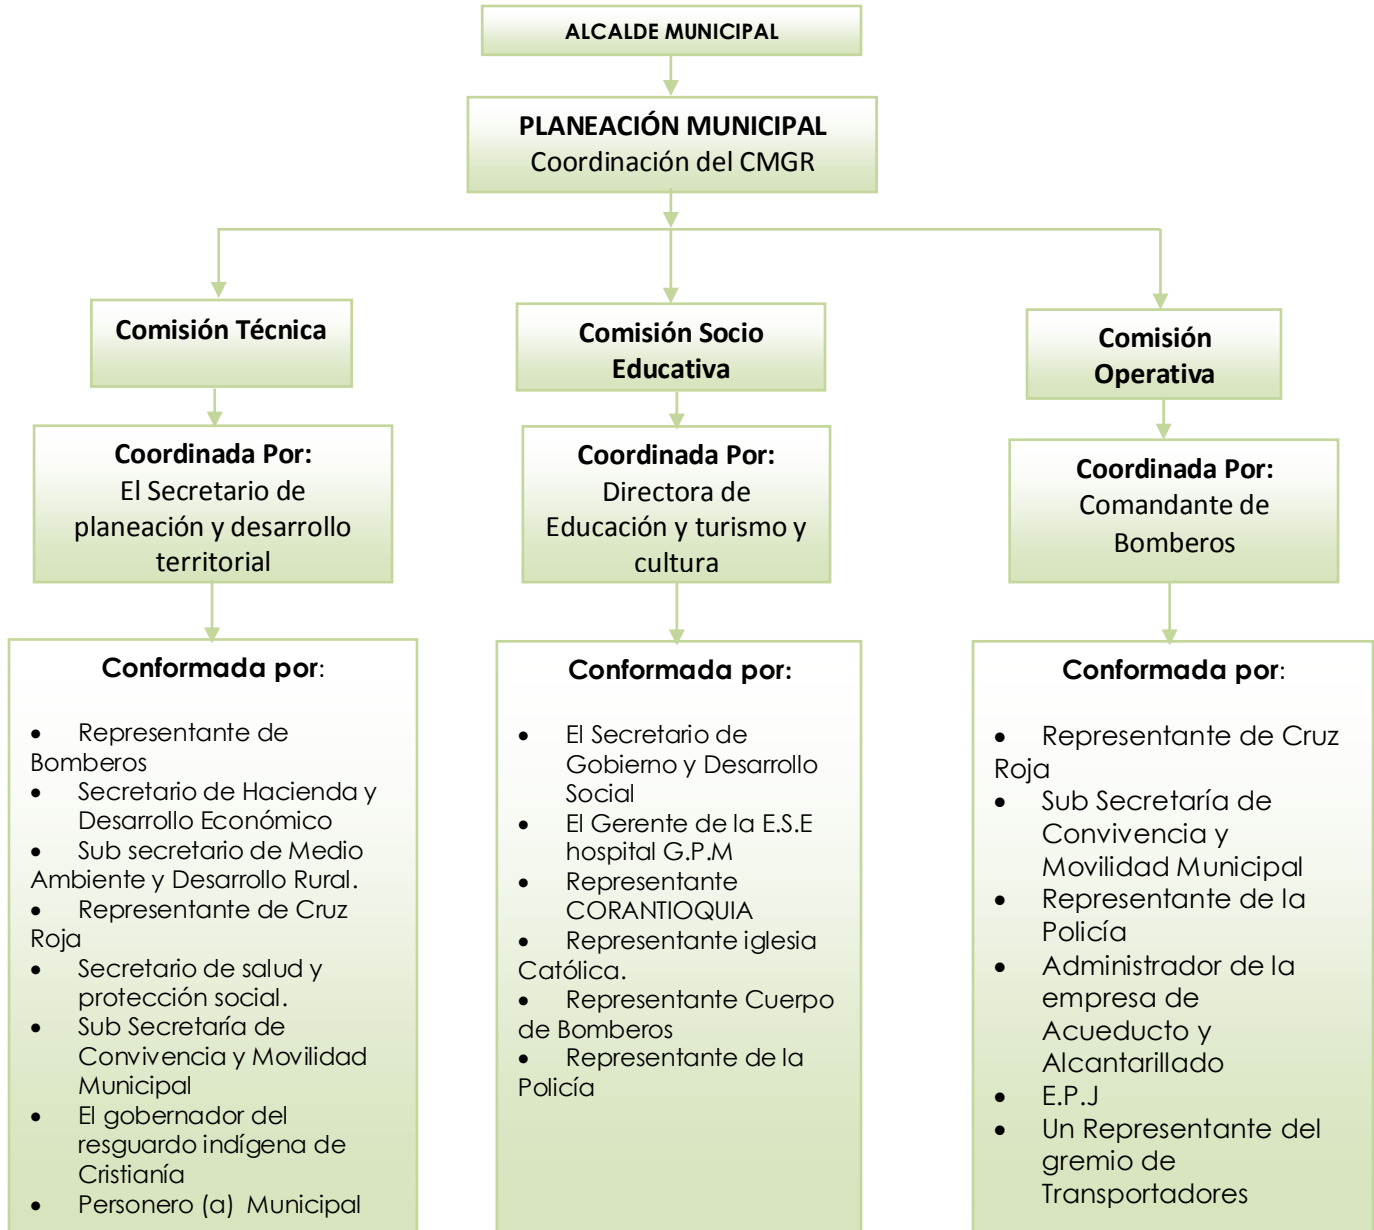 ALCALDE MUNICIPAL
PLANEACIÓN MUNICIPAL
Coordinación del CMGR
Comisión Técnica
Coordinada Por:
El Secretario de
planeación y desarrollo
territorial
Conformada por:
• Representante de
Bomberos
• Secretario de Hacienda y
Desarrollo Económico
• Sub secretario de Medio
Ambiente y Desarrollo Rural.
• Representante de Cruz
Roja
• Secretario de salud y
protección social.
• Sub Secretaría de
Convivencia y Movilidad
Municipal
• El gobernador del
resguardo indígena de
Cristianía
• Personero (a) Municipal
Comisión Socio
Educativa
Coordinada Por:
Directora de
Educación y turismo y
cultura
Conformada por:
• El Secretario de
Gobierno y Desarrollo
Social
• El Gerente de la E.S.E
hospital G.P.M
• Representante
CORANTIOQUIA
• Representante iglesia
Católica.
• Representante Cuerpo
de Bomberos
• Representante de la
Policía
Comisión
Operativa
Coordinada Por:
Comandante de
Bomberos
Conformada por:
• Representante de Cruz
Roja
• Sub Secretaría de
Convivencia y
Movilidad Municipal
• Representante de la
Policía
• Administrador de la
empresa de
Acueducto y
Alcantarillado
• E.P.J
• Un Representante del
gremio de
Transportadores